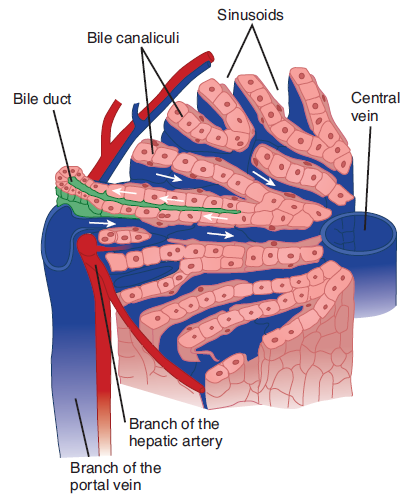 Sinusoids
Bile canaliculi
Bile duct
Central
vein
Branch of the
hepatic artery
Branch of the
portal vein